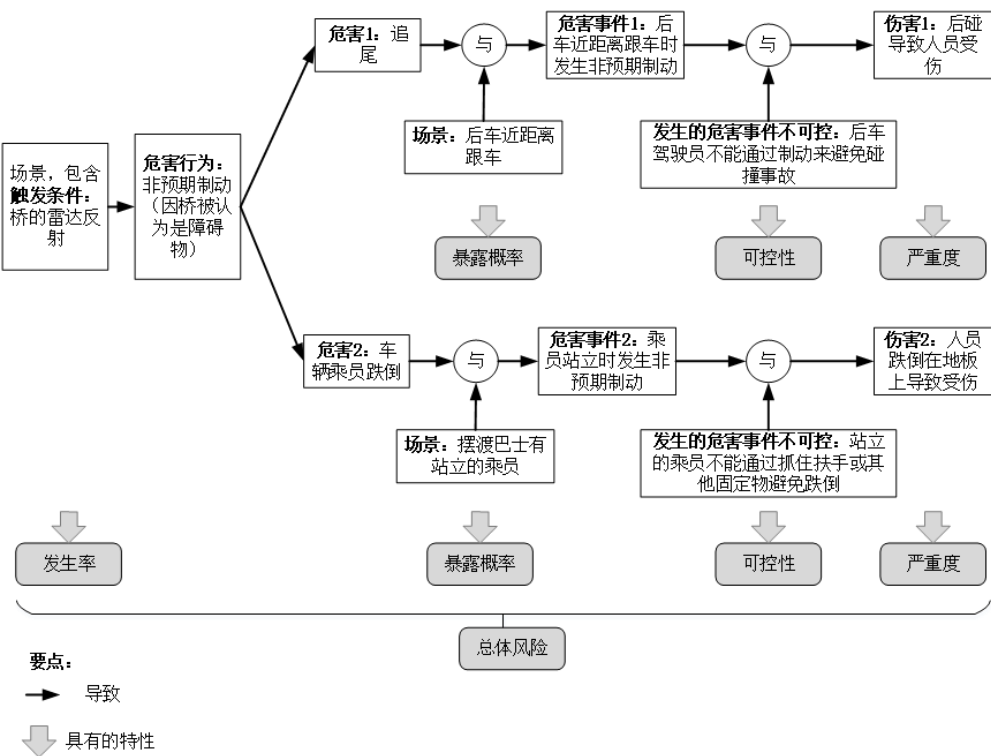 危害1：追
尾
与
危害事件1：后
车近距离跟车时
发生非预期制动
与
伤害1：后碰
导致人员受
伤
场景：后车近距离
跟车
发生的危害事件不可控：后车
驾驶员不能通过制动来避免碰
撞事故
场景，包含
触发条件：
桥的雷达反
射
危害行为：
非预期制动
（因桥被认
为是障碍
物）
暴露概率
可控性
严重度
危害2：车
辆乘员跌倒
与
危害事件2：乘
员站立时发生非
预期制动
与
伤害2：人员
跌倒在地板
上导致受伤
场景：摆渡巴士有
站立的乘员
发生的危害事件不可控：站立
的乘员不能通过抓住扶手或其
他固定物避免跌倒
发生率
暴露概率
可控性
严重度
总体风险
要点：
导致
具有的特性